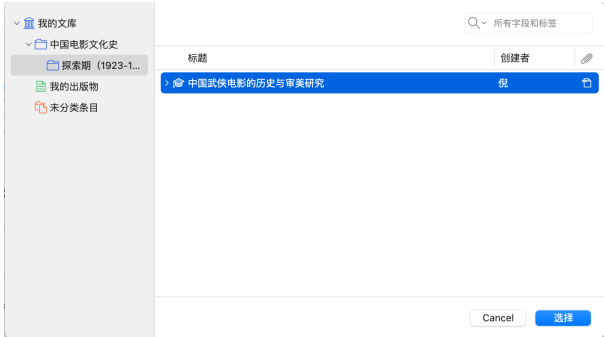 我的文库
中国电影文化史
探索期（1923-1...
我的出版物
未分类条目
所有字段和标签
标题
创建者
中国武侠电影的历史与审美研究
倪
Cancel
选择